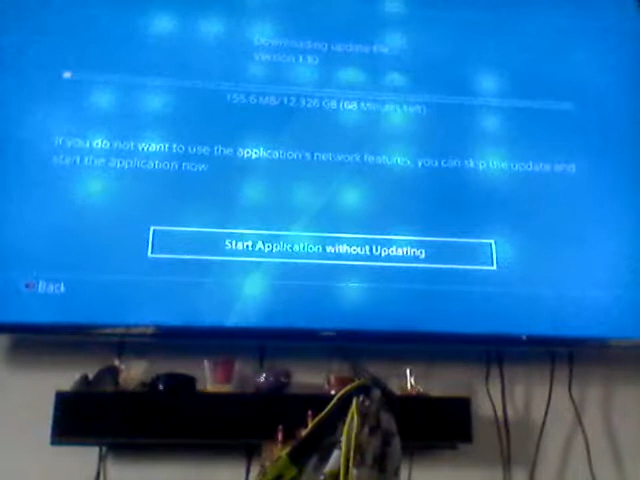 Downloading update file...
Version 1.10
155.6 MB/12.326 GB (68 Minutes left)
If you do not want to use the application's network features, you can skip the update and
start the application now.
Start Application without Updating
Back